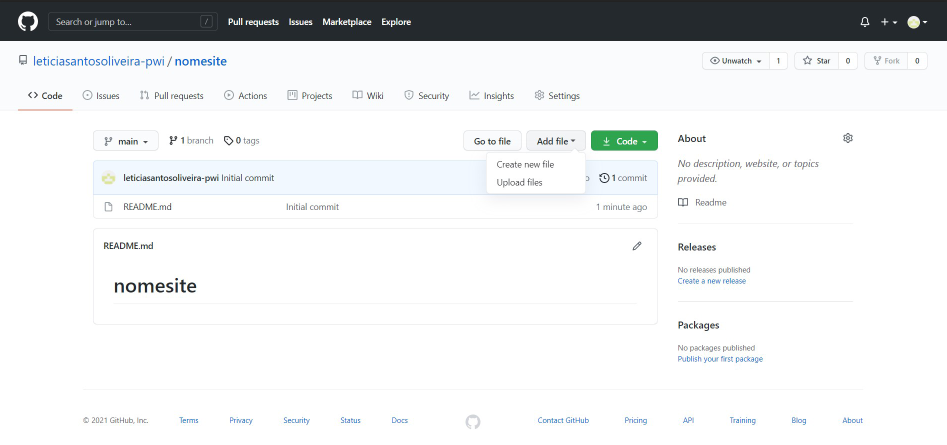 Search or jump to... / Pull requests Issues Marketplace Explore
leticiasantosoliveira-pwi / nomesite Unwatch 1 Star 0 Fork 0
<> Code Issues Pull requests Actions Projects Wiki Security Insights Settings
main 1 branch 0 tags Go to file Add file Code
Create new file
Upload files
leticiasantosoliveira-pwi Initial commit 1 commit
README.md Initial commit 1 minute ago
README.md
nomesite
About
No description, website, or topics
provided.
Readme
Releases
No releases published
Create a new release
Packages
No packages published
Publish your first package
© 2021 GitHub, Inc. Terms Privacy Security Status Docs Contact GitHub Pricing API Training Blog About